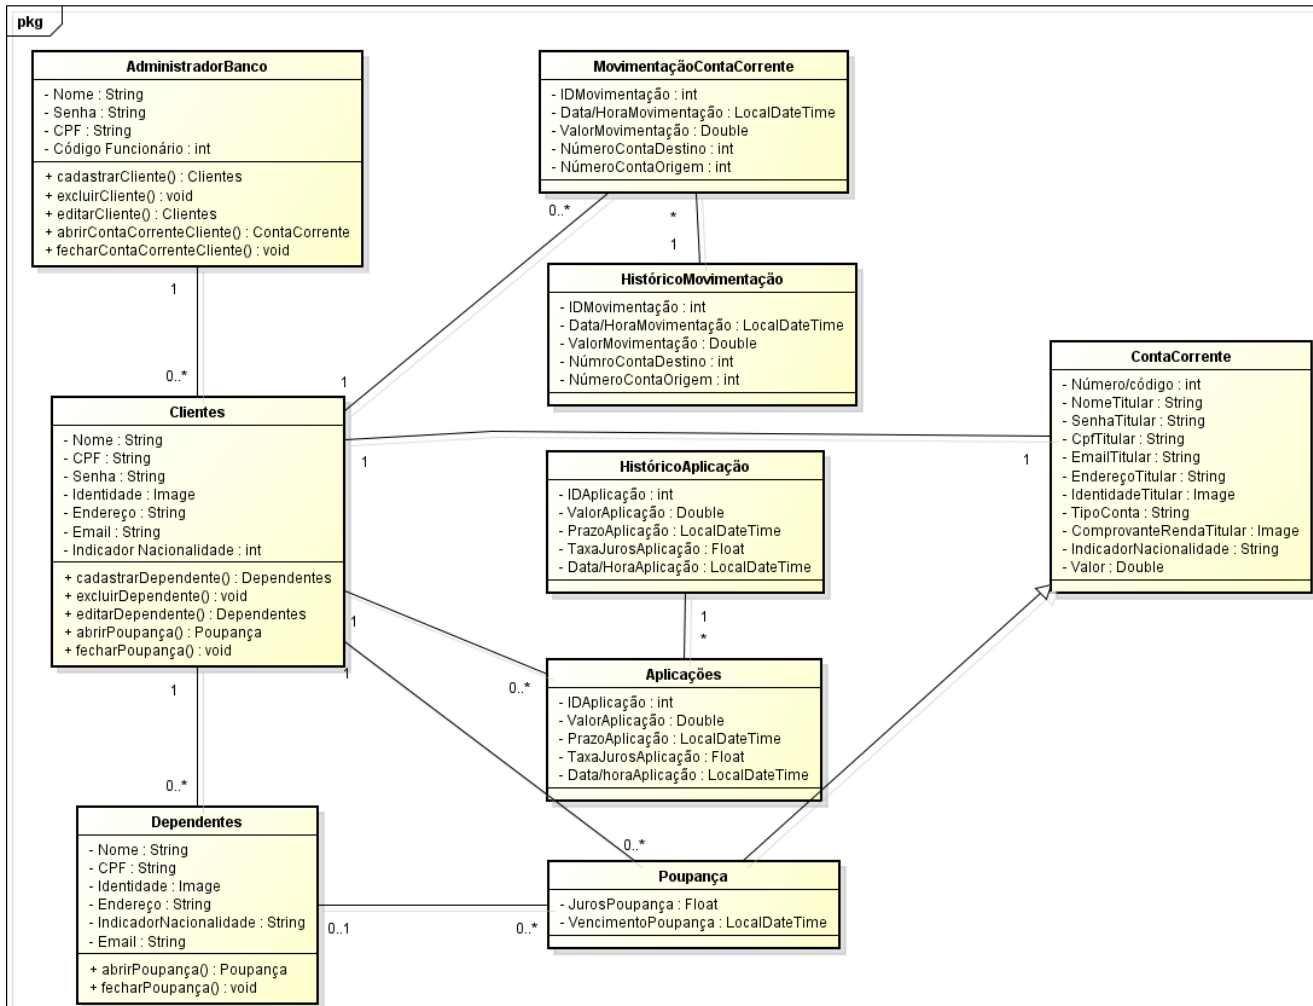 pkg
AdministradorBanco
- Nome : String
- Senha : String
- CPF : String
- Código Funcionário : int
+ cadastrarCliente() : Clientes
+ excluirCliente() : void
+ editarCliente() : Clientes
+ abrirContaCorrenteCliente() : ContaCorrente
+ fecharContaCorrenteCliente() : void
1
0..*
MovimentaçãoContaCorrente
- IDMovimentação : int
- Data/HoraMovimentação : LocalDateTime
- ValorMovimentação : Double
- NúmeroContaDestino : int
- NúmeroContaOrigem : int
0..*
1
*
1
HistóricoMovimentação
- IDMovimentação : int
- Data/HoraMovimentação : LocalDateTime
- ValorMovimentação : Double
- NúmroContaDestino : int
- NúmeroContaOrigem : int
ContaCorrente
- Número/código : int
- NomeTitular : String
- SenhaTitular : String
- CpfTitular : String
- EmailTitular : String
- EndereçoTitular : String
- IdentidadeTitular : Image
- TipoConta : String
- ComprovanteRendaTitular : Image
- IndicadorNacionalidade : String
- Valor : Double
1
1
Clientes
- Nome : String
- CPF : String
- Senha : String
- Identidade : Image
- Endereço : String
- Email : String
- Indicador Nacionalidade : int
+ cadastrarDependente() : Dependentes
+ excluirDependente() : void
+ editarDependente() : Dependentes
+ abrirPoupança() : Poupança
+ fecharPoupança() : void
HistóricoAplicação
- IDAplicação : int
- ValorAplicação : Double
- PrazoAplicação : LocalDateTime
- TaxaJurosAplicação : Float
- Data/HoraAplicação : LocalDateTime
1
*
1
0..*
Aplicações
- IDAplicação : int
- ValorAplicação : Double
- PrazoAplicação : LocalDateTime
- TaxaJurosAplicação : Float
- Data/horaAplicação : LocalDateTime
1
0..*
1
0..*
Dependentes
- Nome : String
- CPF : String
- Identidade : Image
- Endereço : String
- IndicadorNacionalidade : String
- Email : String
+ abrirPoupança() : Poupança
+ fecharPoupança() : void
0..1
0..*
Poupança
- JurosPoupança : Float
- VencimentoPoupança : LocalDateTime